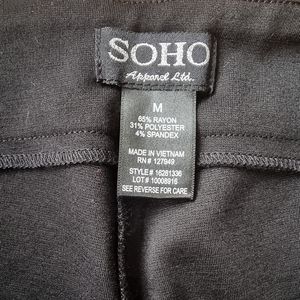 SOHO
Apparel Ltd.
M
65% RAYON
31% POLYESTER
4% SPANDEX
MADE IN VIETNAM
RN # 127949
STYLE # 16281336
LOT # 10008916
SEE REVERSE FOR CARE